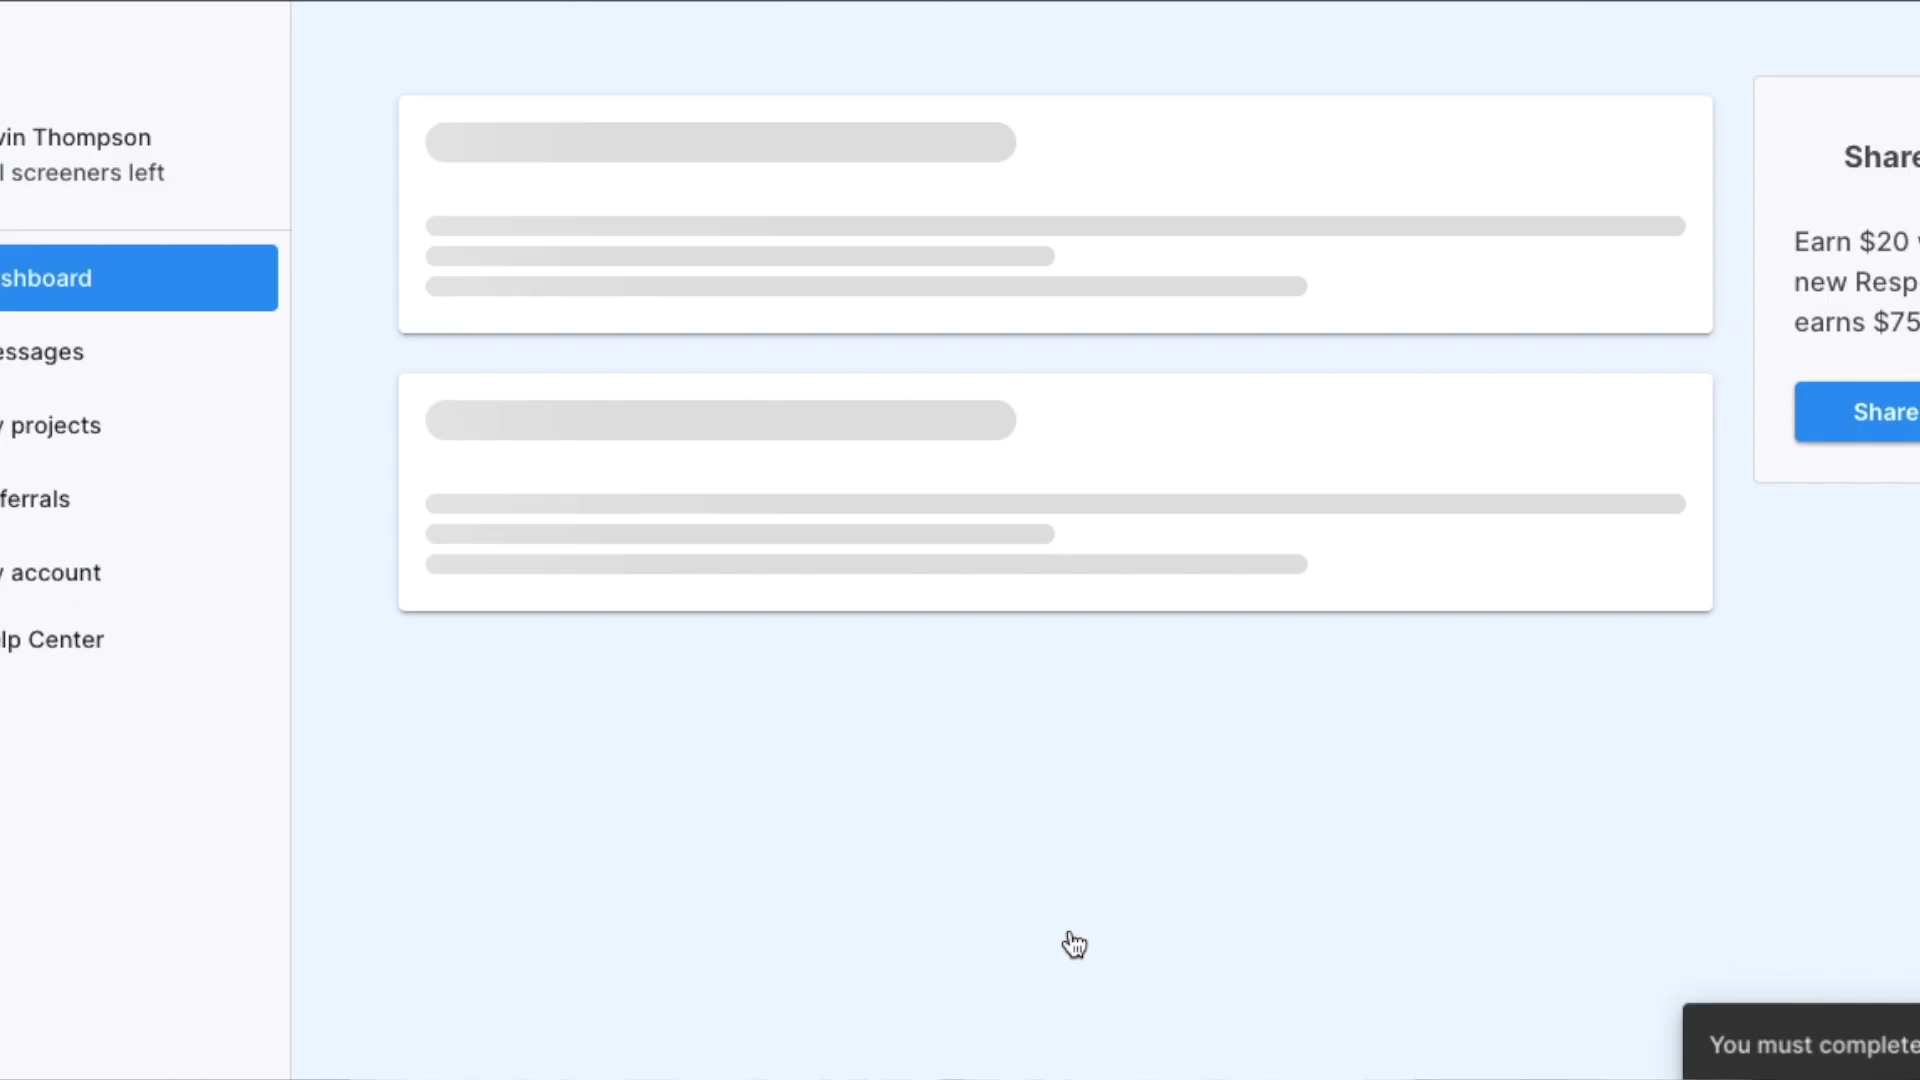 vin Thompson
l screeners left
shboard
essages
y projects
ferrals
y account
lp Center
Share
Earn $20 w
new Resp
earns $75
Share
You must complete